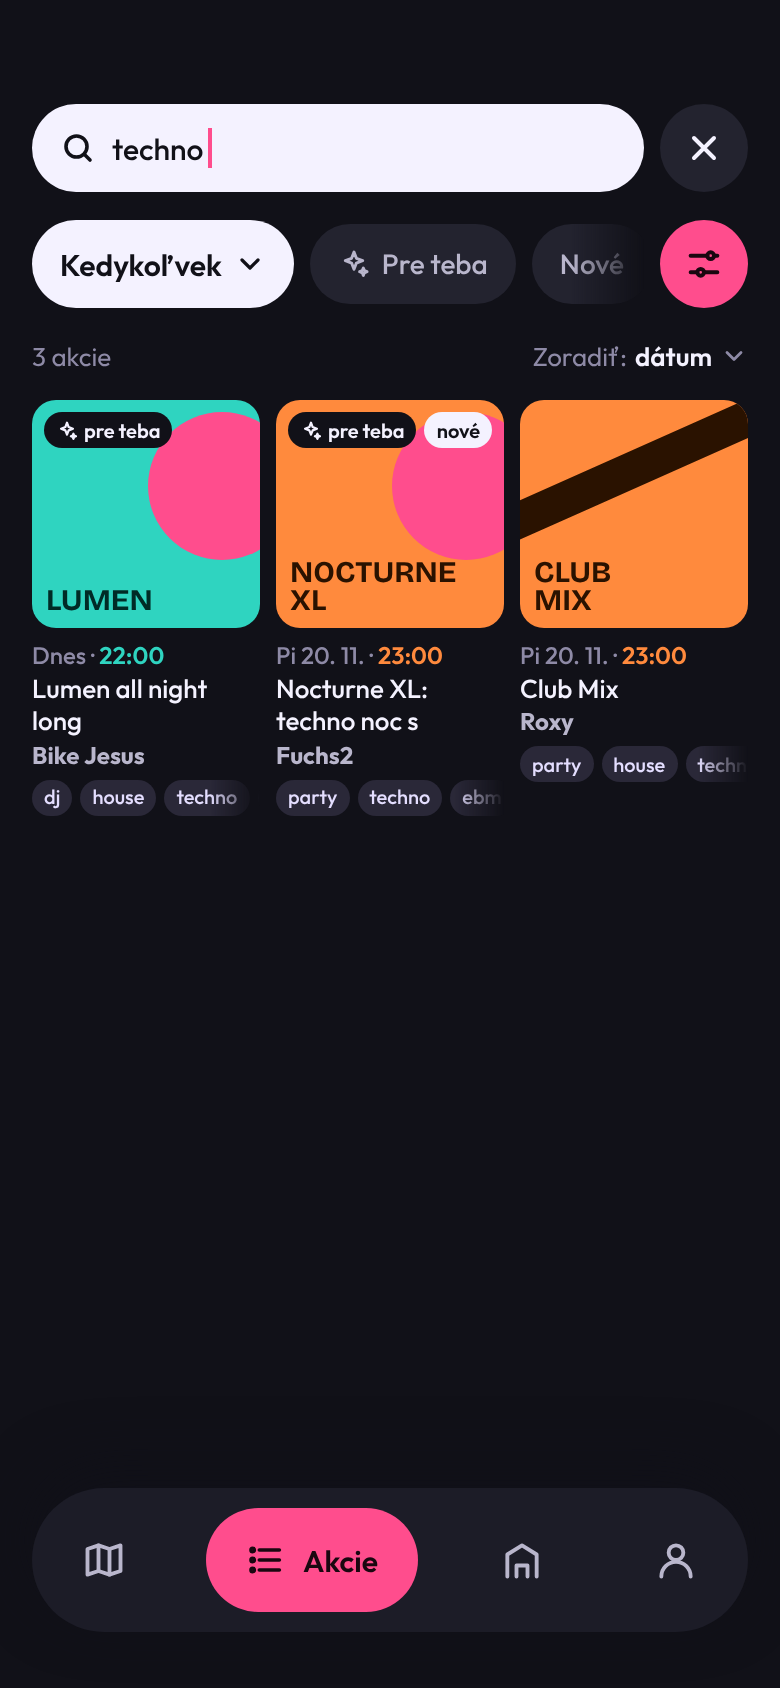 techno
Kedykoľvek
Pre teba
Nové
3 akcie
Zoradiť: dátum
pre teba
LUMEN
pre teba
nové
NOCTURNE
XL
CLUB
MIX
Dnes · 22:00
Lumen all night
long
Bike Jesus
dj
house
techno
Pi 20. 11. · 23:00
Nocturne XL:
techno noc s
Fuchs2
party
techno
ebm
Pi 20. 11. · 23:00
Club Mix
Roxy
party
house
techn
Akcie